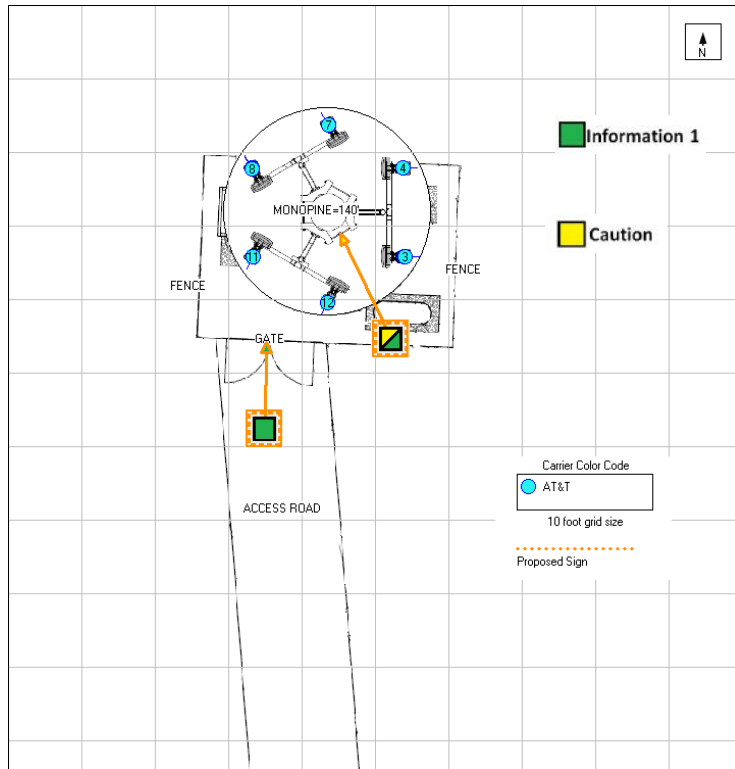 N
Information 1
Caution
7
8
4
MONOPINE=140'
11
3
12
FENCE
FENCE
GATE
ACCESS ROAD
Carrier Color Code
AT&T
10 foot grid size
Proposed Sign